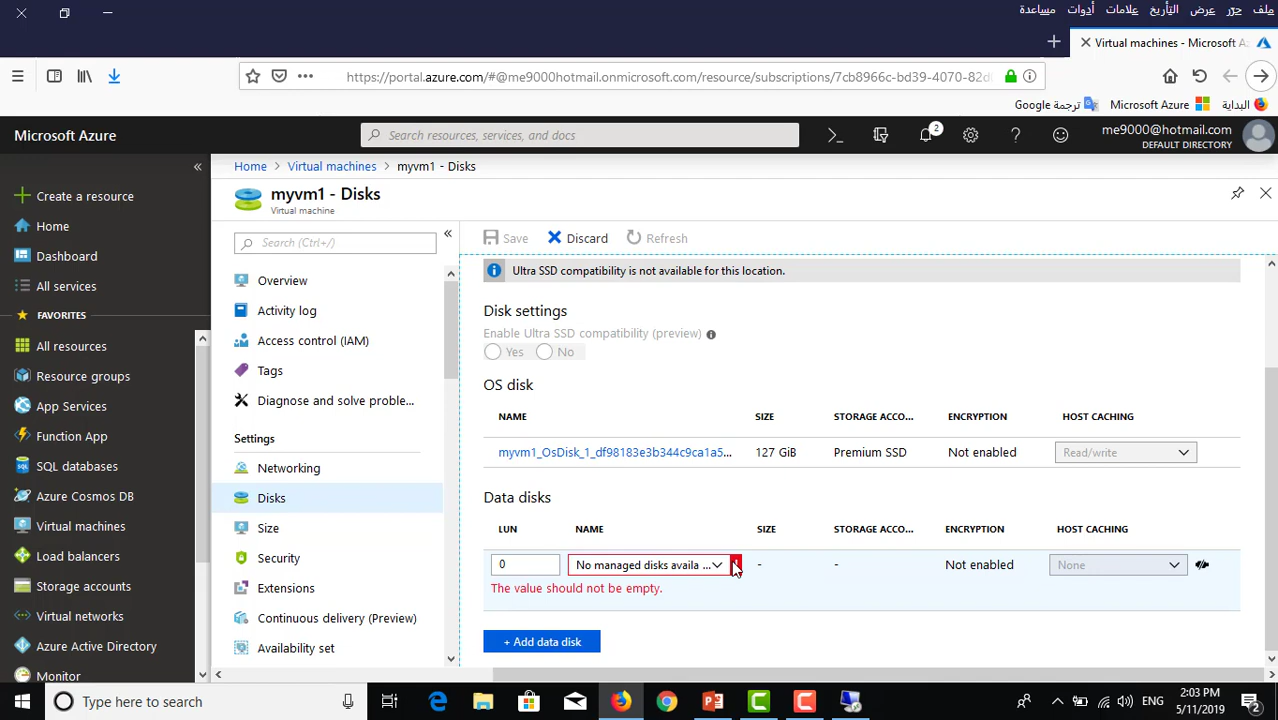 ملف حرّر عرض التأريخ علامات أدوات مساعدة
Virtual machines - Microsoft Az
https://portal.azure.com/#@me9000hotmail.onmicrosoft.com/resource/subscriptions/7cb8966c-bd39-4070-82d
البداية Microsoft Azure ترجمة Google
Microsoft Azure
Search resources, services, and docs
2
me9000@hotmail.com
DEFAULT DIRECTORY
Home > Virtual machines > myvm1 - Disks
myvm1 - Disks
Virtual machine
Create a resource
Home
Dashboard
All services
FAVORITES
All resources
Resource groups
App Services
Function App
SQL databases
Azure Cosmos DB
Virtual machines
Load balancers
Storage accounts
Virtual networks
Azure Active Directory
Monitor
Search (Ctrl+/)
Overview
Activity log
Access control (IAM)
Tags
Diagnose and solve proble...
Settings
Networking
Disks
Size
Security
Extensions
Continuous delivery (Preview)
Availability set
Save Discard Refresh
Ultra SSD compatibility is not available for this location.
Disk settings
Enable Ultra SSD compatibility (preview)
Yes No
OS disk
NAME SIZE STORAGE ACCO... ENCRYPTION HOST CACHING
myvm1_OsDisk_1_df98183e3b344c9ca1a5... 127 GiB Premium SSD Not enabled Read/write
Data disks
LUN NAME SIZE STORAGE ACCO... ENCRYPTION HOST CACHING
0 No managed disks availa ... - - Not enabled None
The value should not be empty.
+ Add data disk
Type here to search
ENG
2:03 PM
5/11/2019
2